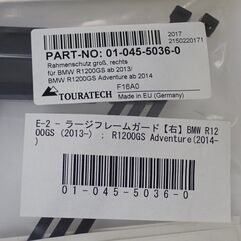 2017
2150220171
PART-NO: 01-045-5036-0
Rahmenschutz groß, rechts
für BMW R1200GS ab 2013/
BMW R1200GS Adventure ab 2014
F16A0
TOURATECH
Made in EU (Germany)
E-2 - ラージフレームガード【右】BMW R12
00GS (2013~) ; R1200GS Adventure(2014-
)
01-045-5036-0